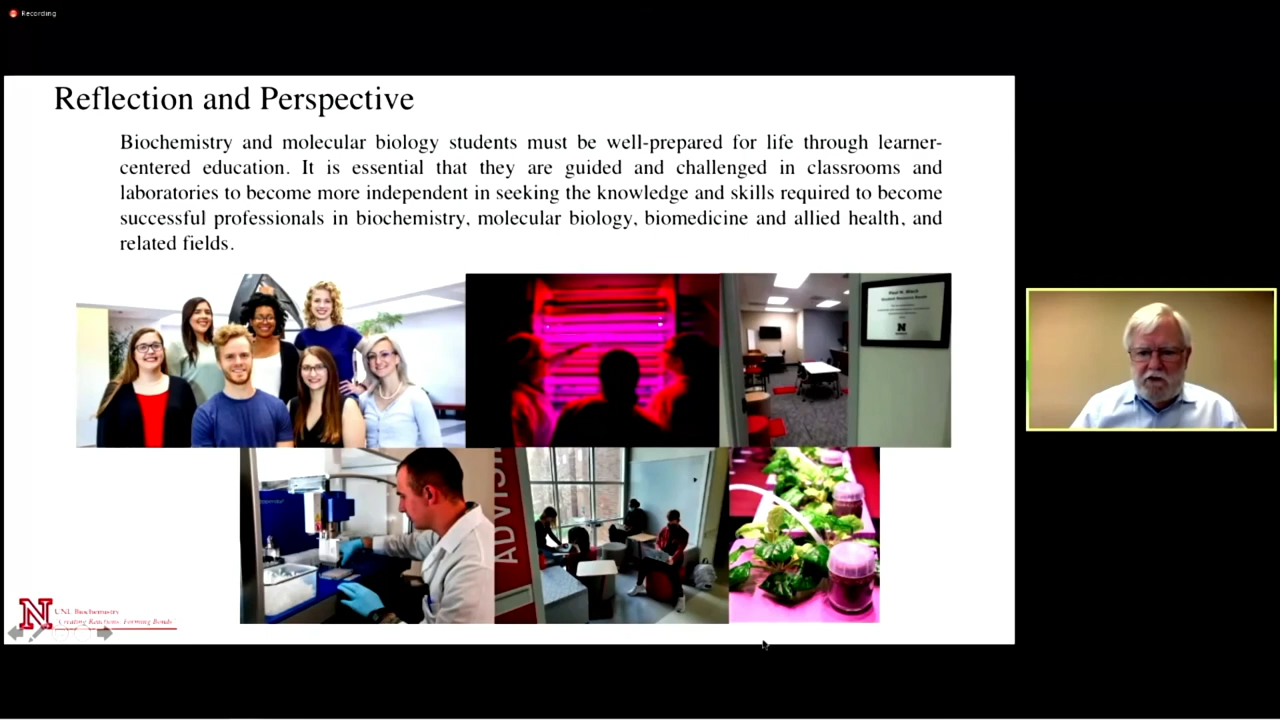 Recording
Reflection and Perspective
Biochemistry and molecular biology students must be well-prepared for life through learner-
centered education. It is essential that they are guided and challenged in classrooms and
laboratories to become more independent in seeking the knowledge and skills required to become
successful professionals in biochemistry, molecular biology, biomedicine and allied health, and
related fields.
Student Resource Room
N
ADVIS
N
UNL Biochemistry
Creating Reactions. Forming Bonds